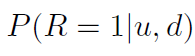 P(R = 1|u, d)